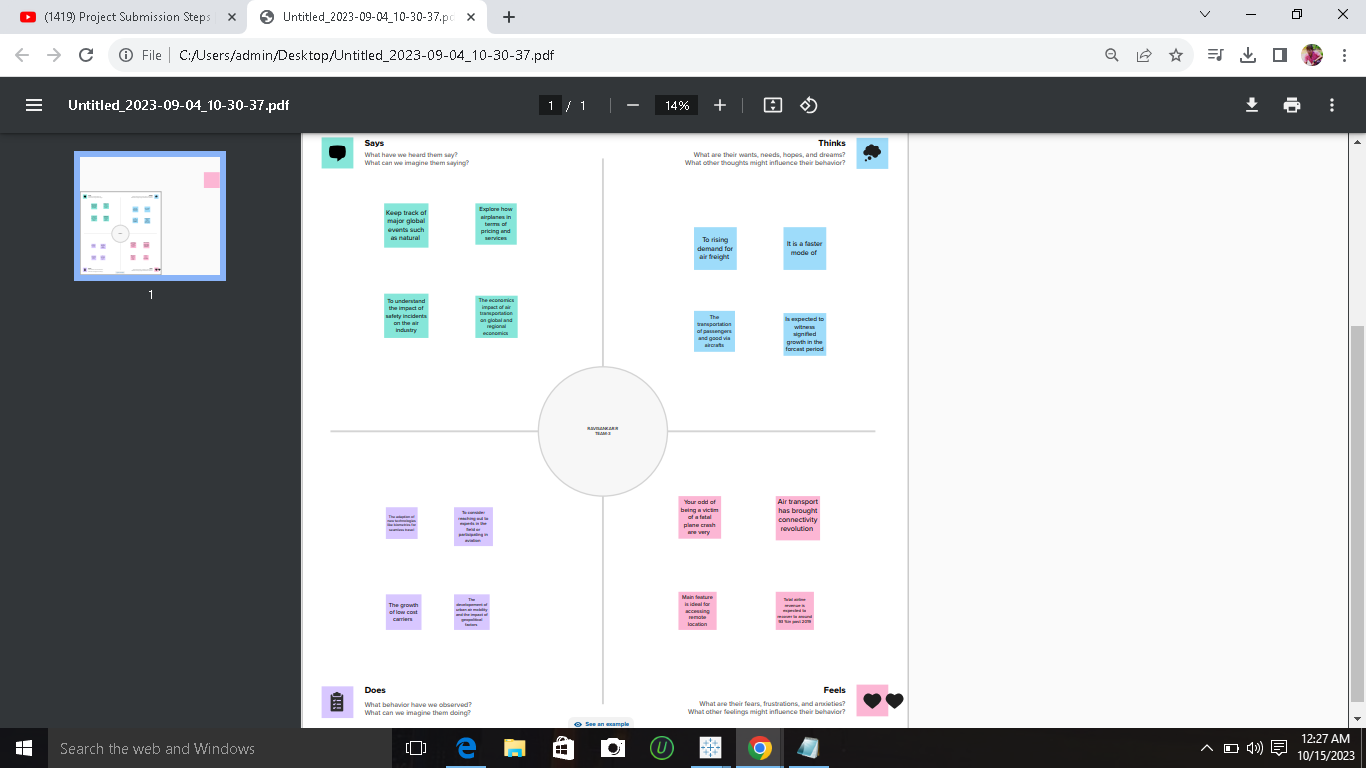 (1419) Project Submission Steps
Untitled_2023-09-04_10-30-37.pd
File
C:/Users/admin/Desktop/Untitled_2023-09-04_10-30-37.pdf
Untitled_2023-09-04_10-30-37.pdf
1 / 1
14%
1
Says
What have we heard them say?
What can we imagine them saying?
Thinks
What are their wants, needs, hopes, and dreams?
What other thoughts might influence their behavior?
Keep track of
major global
events such
as natural
Explore how
airplanes in
terms of
pricing and
services
To rising
demand for
air freight
It is a faster
mode of
To understand
the impact of
safety incidents
on the air
industry
The economics
impact of air
transportation
on global and
regional
economics
The
transportation
of passengers
and good via
aircrafts
Is expected to
witness
signified
growth in the
forcast period
TEAM-3
Your odd of
being a victim
of a fatal
plane crash
are very
Air transport
has brought
connectivity
revolution
The adoption of
new technologies
like biometrics for
seamless travel
To consider
reaching out to
experts in the
field or
participating in
aviation
The growth
of low cost
carriers
The
developement of
urban air mobility
and the impact of
geopolitical
factors
Main feature
is ideal for
accessing
remote
location
Total airline
revenue is
expected to
recover to around
Does
What behavior have we observed?
What can we imagine them doing?
Feels
What are their fears, frustrations, and anxieties?
What other feelings might influence their behavior?
See an example
Search the web and Windows
12:27 AM
10/15/2023